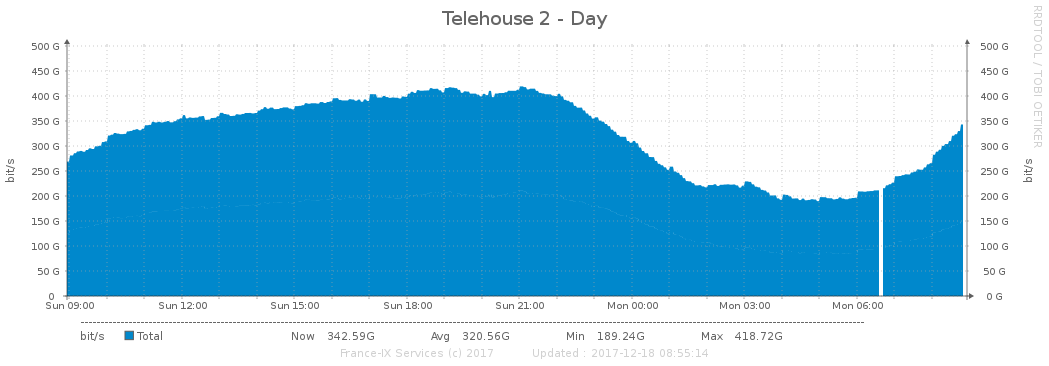 Telehouse 2 - Day
RRDTOOL / TOBI OETIKER
500 G 500 G
450 G 450 G
400 G 400 G
350 G 350 G
300 G 300 G
250 G 250 G
200 G 200 G
150 G 150 G
100 G 100 G
50 G 50 G
0 0 G
bit/s bit/s
Sun 09:00 Sun 12:00 Sun 15:00 Sun 18:00 Sun 21:00 Mon 00:00 Mon 03:00 Mon 06:00
bit/s Total Now 342.59G Avg 320.56G Min 189.24G Max 418.72G
France-IX Services (c) 2017 Updated : 2017-12-18 08:55:14